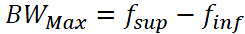 BW_Max = f_sup − f_inf